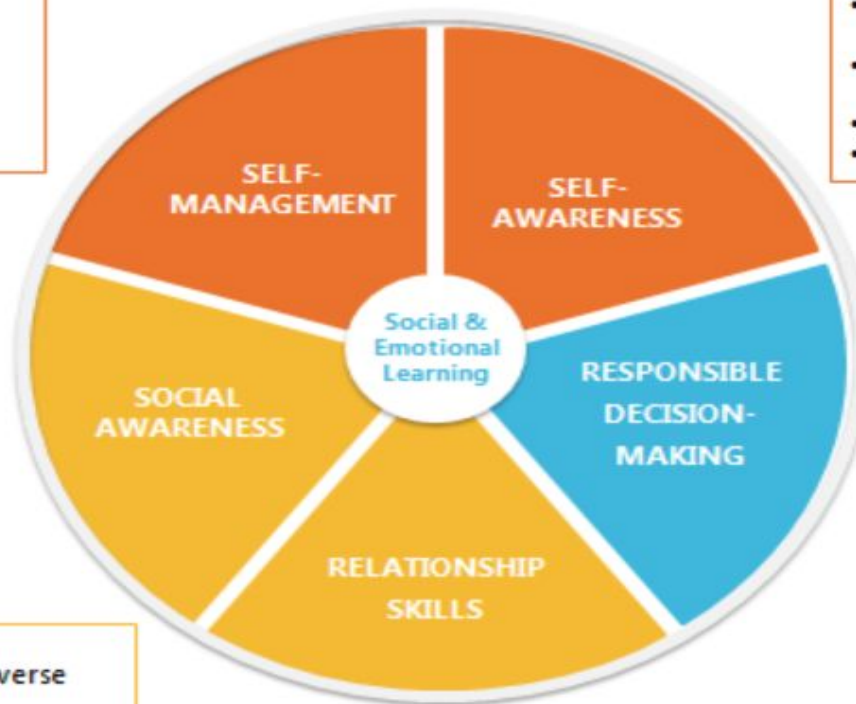 SELF-
MANAGEMENT
SELF-
AWARENESS
Social &
Emotional
Learning
RESPONSIBLE
DECISION-
MAKING
SOCIAL
AWARENESS
RELATIONSHIP
SKILLS
verse